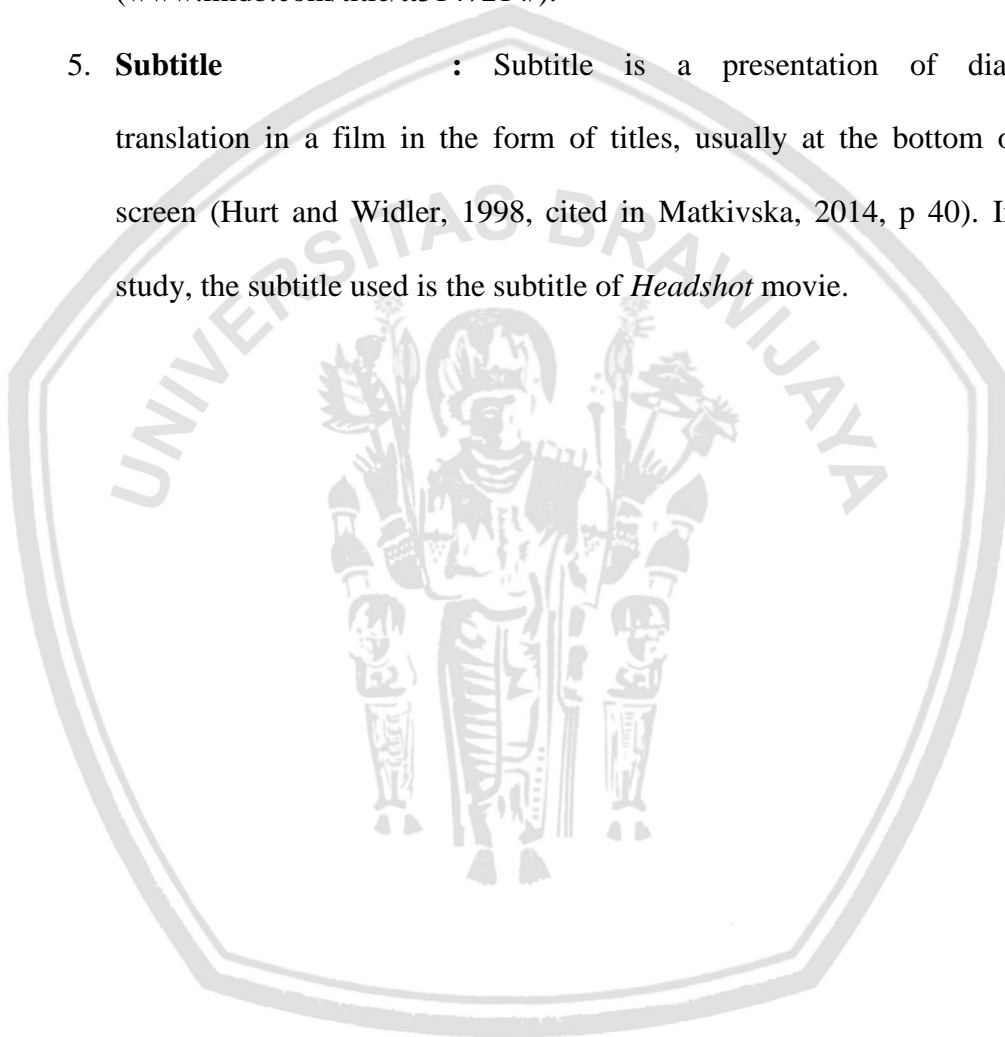 5. Subtitle : Subtitle is a presentation of
translation in a film in the form of titles, usually at the bottom
screen (Hurt and Widler, 1998, cited in Matkivska, 2014, p 40).
study, the subtitle used is the subtitle of Headshot movie.
UNIVERSITAS BRAWIJAYA